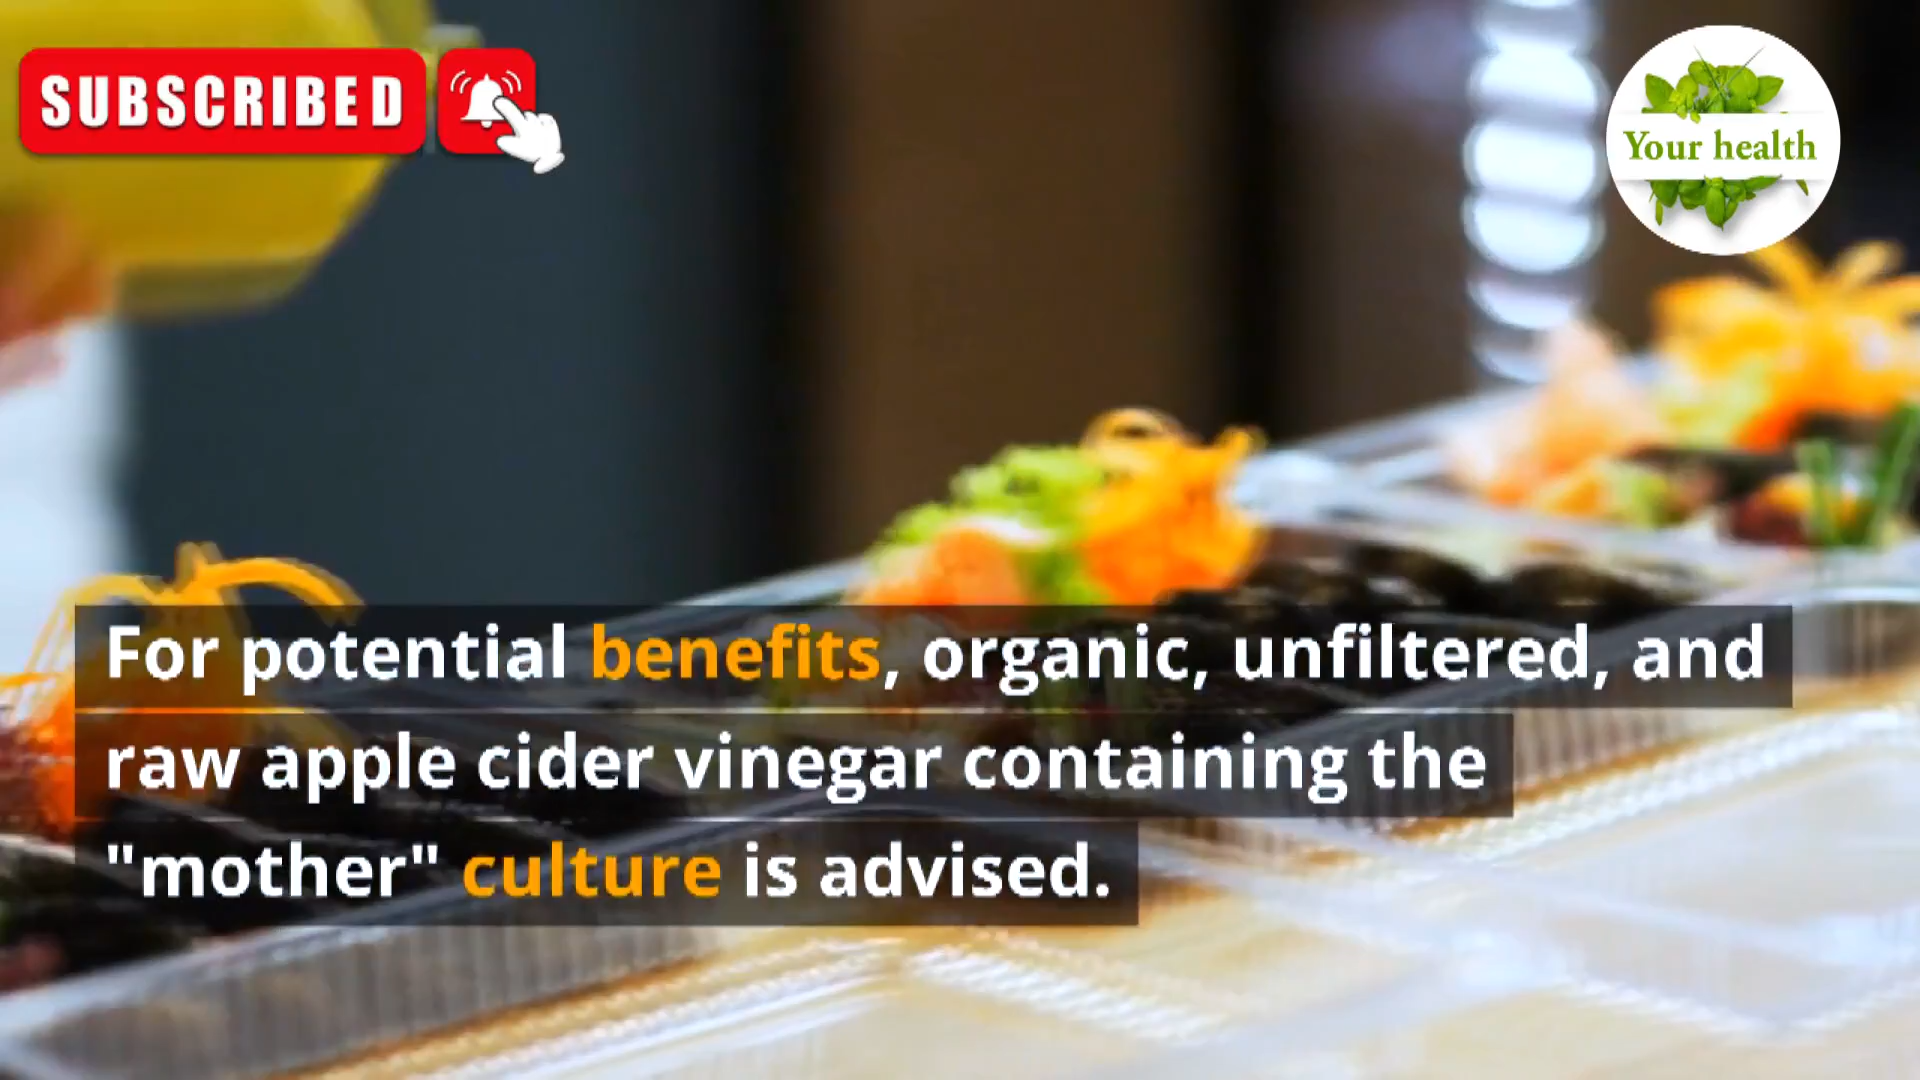 SUBSCRIBED
Your health
For potential benefits, organic, unfiltered, and
raw apple cider vinegar containing the
"mother" culture is advised.